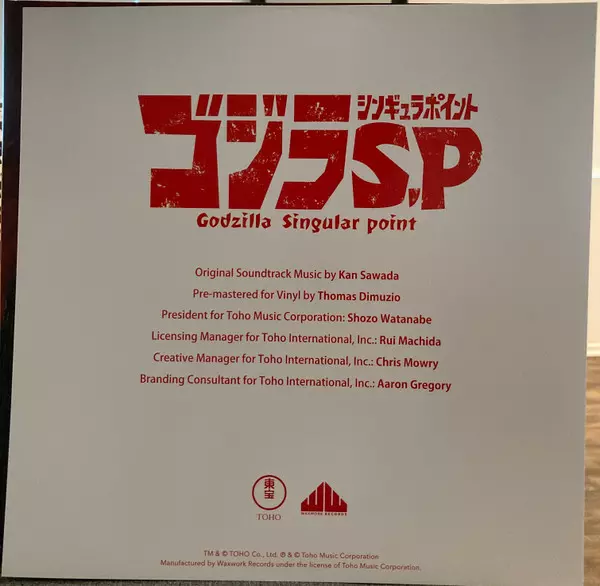 シンギュラポイント
ゴジラS.P
Godzilla Singular point
Original Soundtrack Music by Kan Sawada
Pre-mastered for Vinyl by Thomas Dimuzio
President for Toho Music Corporation: Shozo Watanabe
Licensing Manager for Toho International, Inc.: Rui Machida
Creative Manager for Toho International, Inc.: Chris Mowry
Branding Consultant for Toho International, Inc.: Aaron Gregory
東宝
TOHO
WAXWORK RECORDS
TM & © TOHO Co., Ltd. ℗ & © Toho Music Corporation
Manufactured by Waxwork Records under the license of Toho Music Corporation.